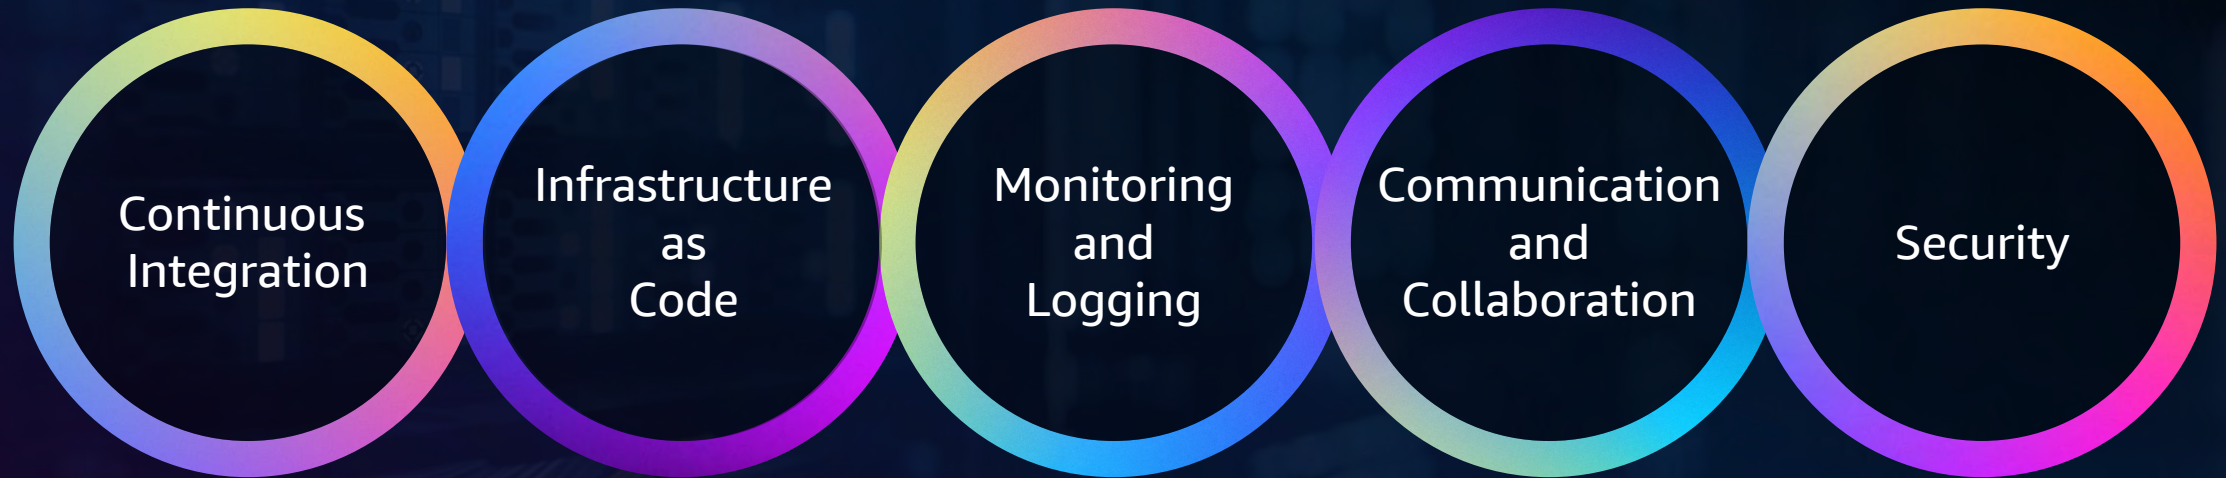 Continuous
Integration
Infrastructure
as
Code
Monitoring
and
Logging
Communication
and
Collaboration
Security